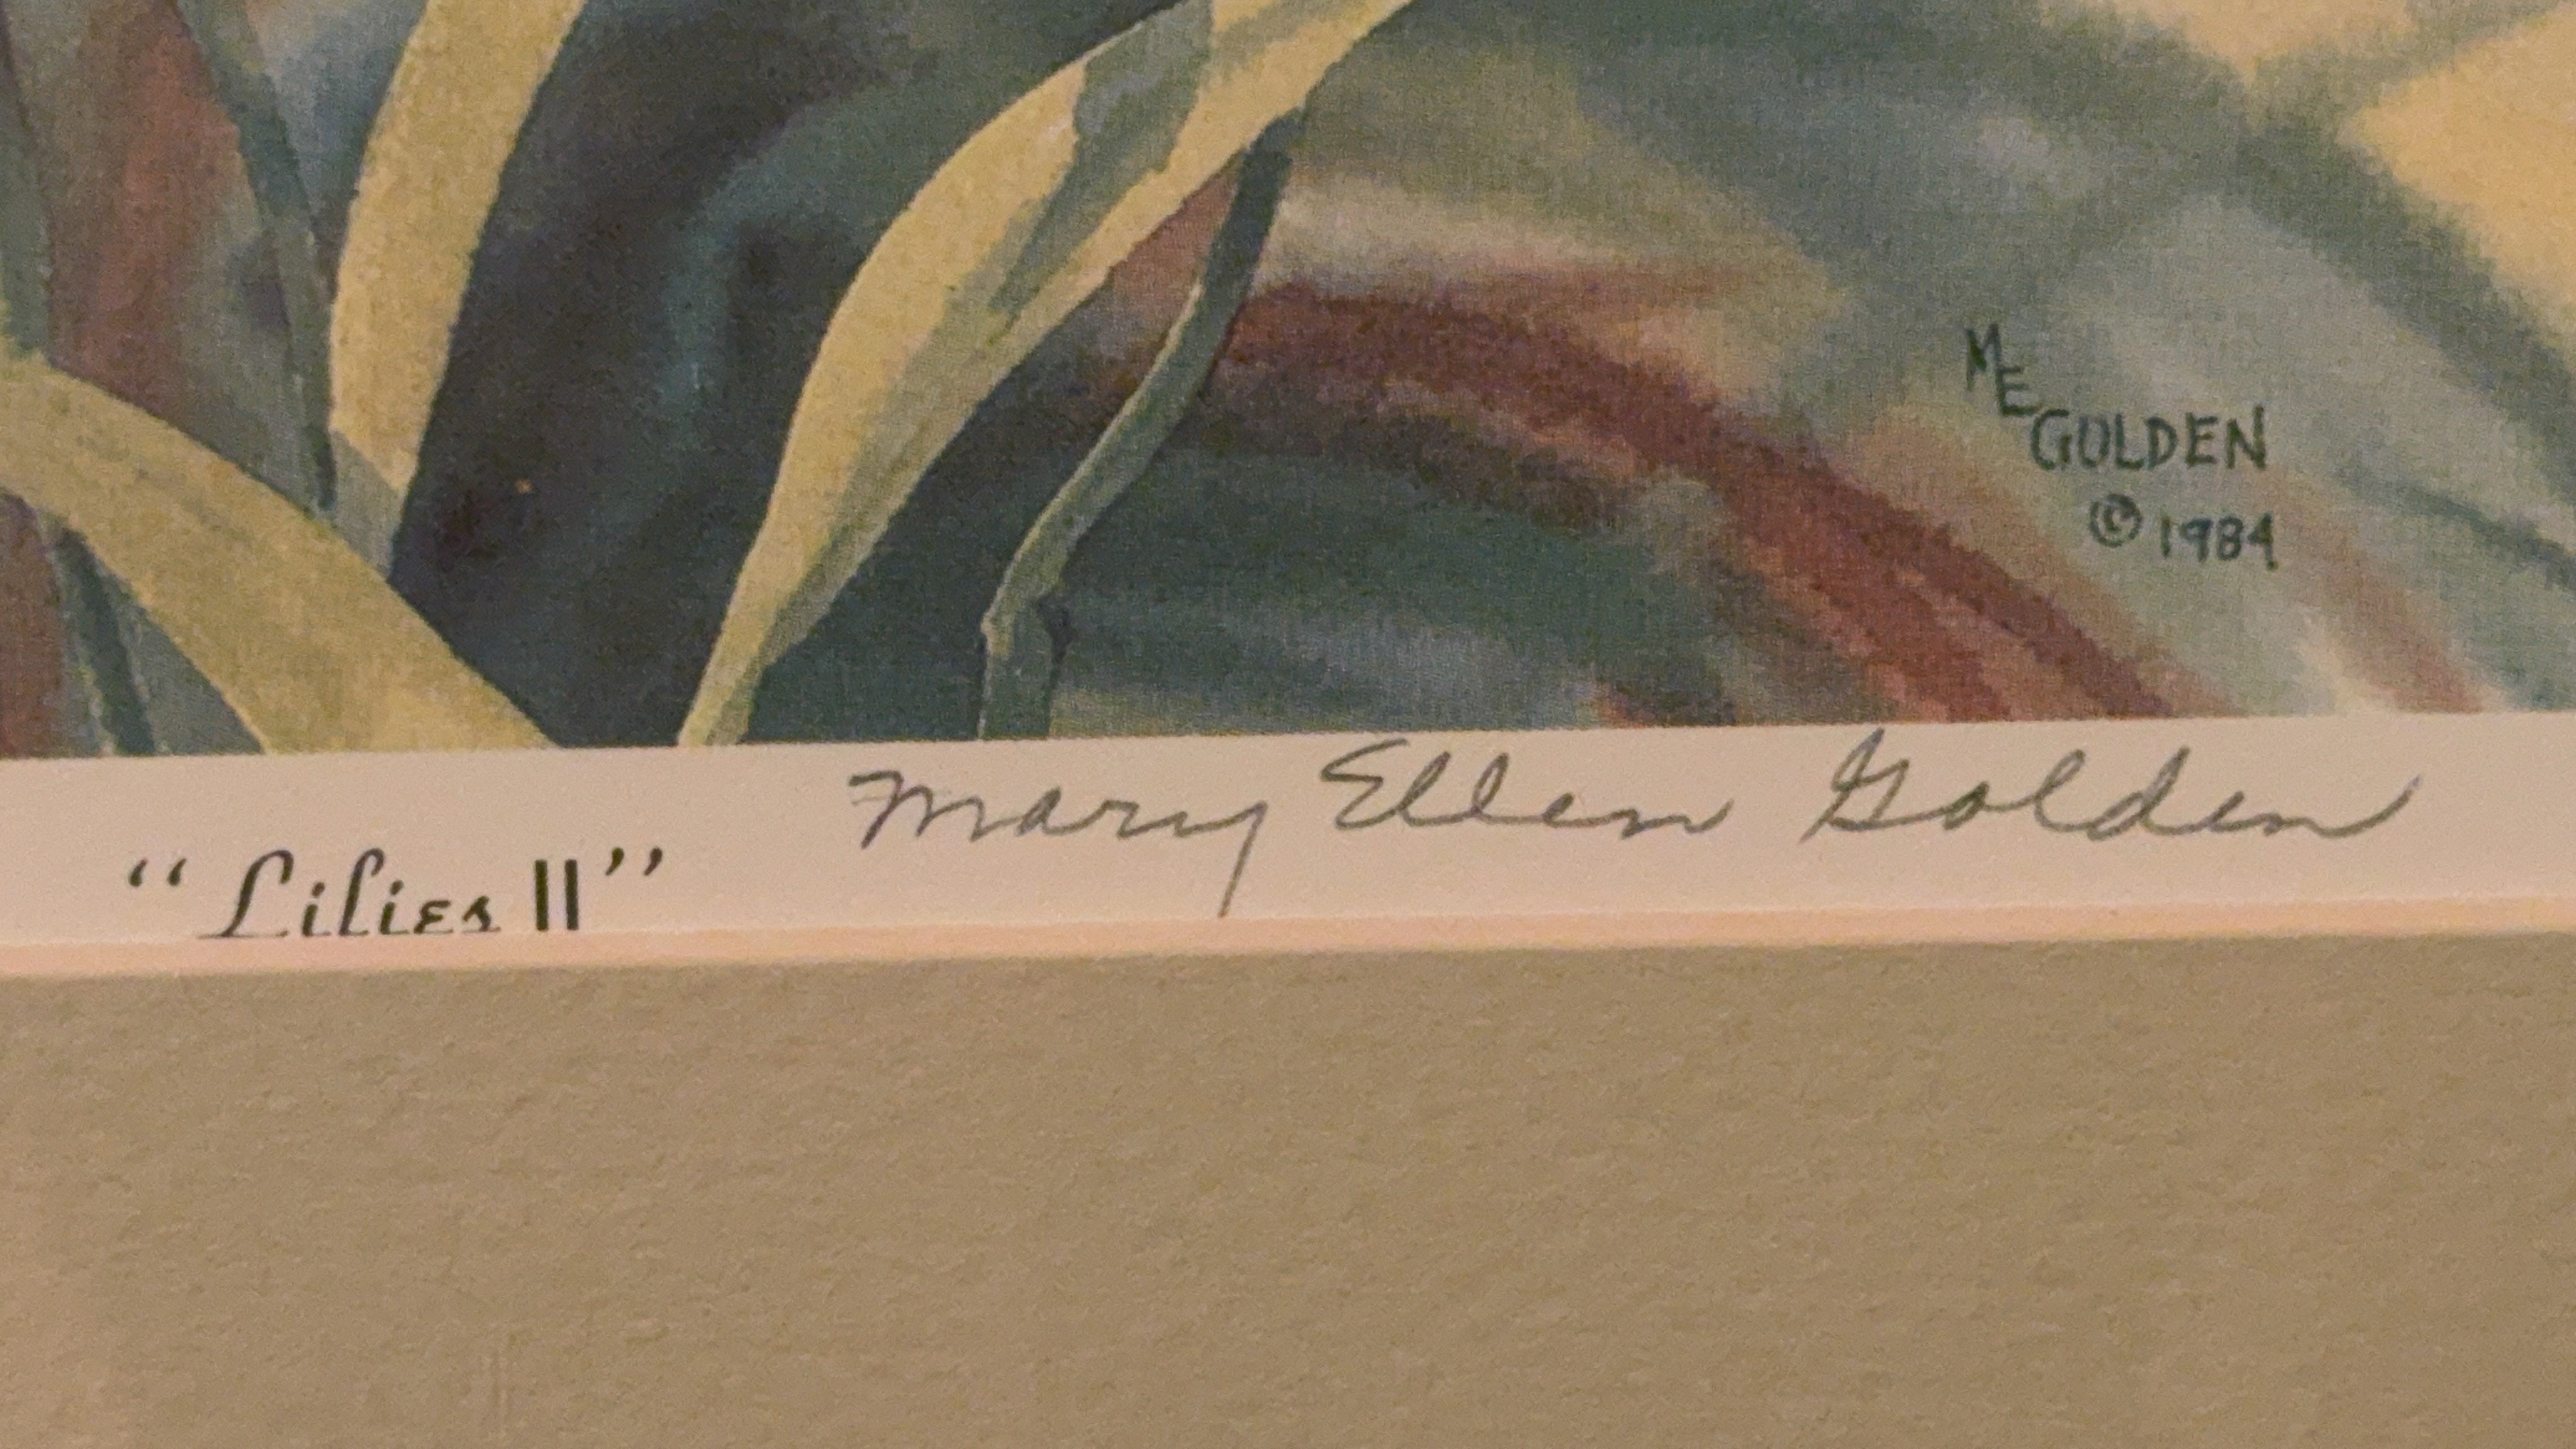 ME
GOLDEN
© 1984
Mary Ellen Golden
“Lilies II”